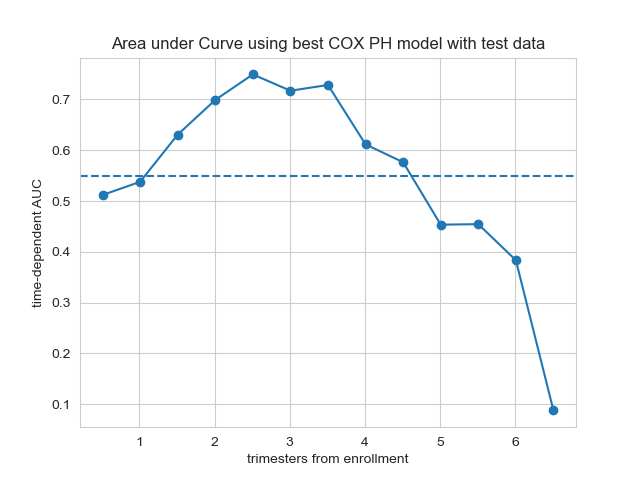 Area under Curve using best COX PH model with test data
time-dependent AUC
0.7
0.6
0.5
0.4
0.3
0.2
0.1
1 2 3 4 5 6
trimesters from enrollment